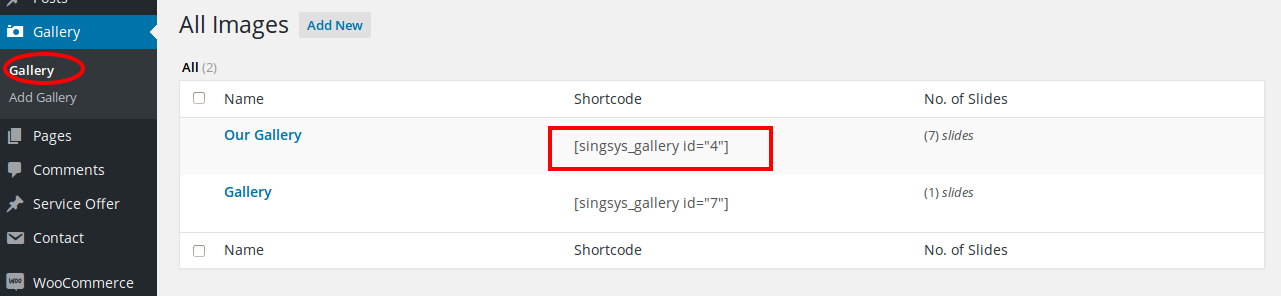 Posts
Gallery
Gallery
Add Gallery
Pages
Comments
Service Offer
Contact
WooCommerce
All Images Add New
All (2)
Name Shortcode No. of Slides
Our Gallery [singsys_gallery id="4"] (7) slides
Gallery [singsys_gallery id="7"] (1) slides
Name Shortcode No. of Slides